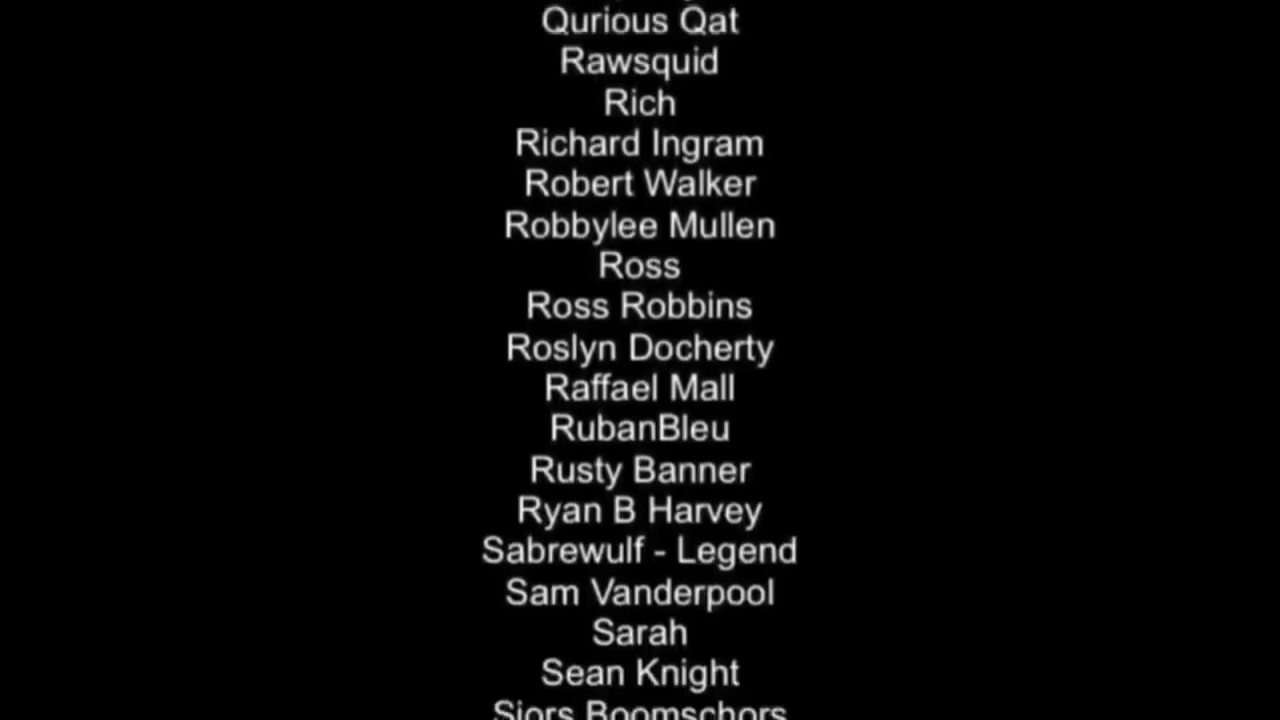 Qurious Qat
Rawsquid
Rich
Richard Ingram
Robert Walker
Robbylee Mullen
Ross
Ross Robbins
Roslyn Docherty
Raffael Mall
RubanBleu
Rusty Banner
Ryan B Harvey
Sabrewulf - Legend
Sam Vanderpool
Sarah
Sean Knight